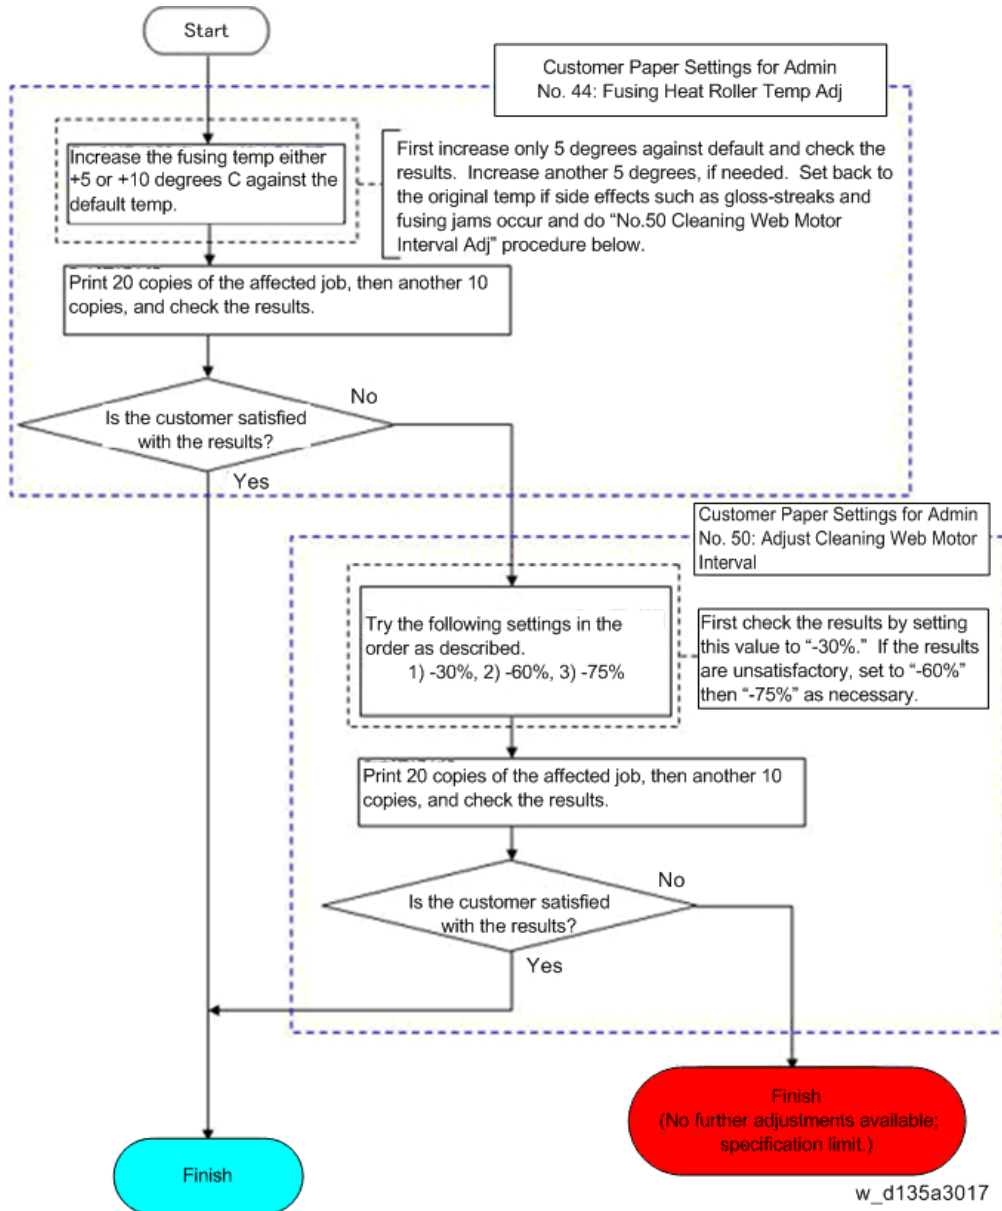 Start
Customer Paper Settings for Admin
No. 44: Fusing Heat Roller Temp Adj
Increase the fusing temp either
+5 or +10 degrees C against the
default temp.
First increase only 5 degrees against default and check the
results. Increase another 5 degrees, if needed. Set back to
the original temp if side effects such as gloss-streaks and
fusing jams occur and do “No.50 Cleaning Web Motor
Interval Adj” procedure below.
Print 20 copies of the affected job, then another 10
copies, and check the results.
Is the customer satisfied
with the results?
No
Yes
Customer Paper Settings for Admin
No. 50: Adjust Cleaning Web Motor
Interval
Try the following settings in the
order as described.
1) -30%, 2) -60%, 3) -75%
First check the results by setting
this value to “-30%.” If the results
are unsatisfactory, set to “-60%”
then “-75%” as necessary.
Print 20 copies of the affected job, then another 10
copies, and check the results.
Is the customer satisfied
with the results?
No
Yes
Finish
(No further adjustments available;
specification limit.)
Finish
w_d135a3017